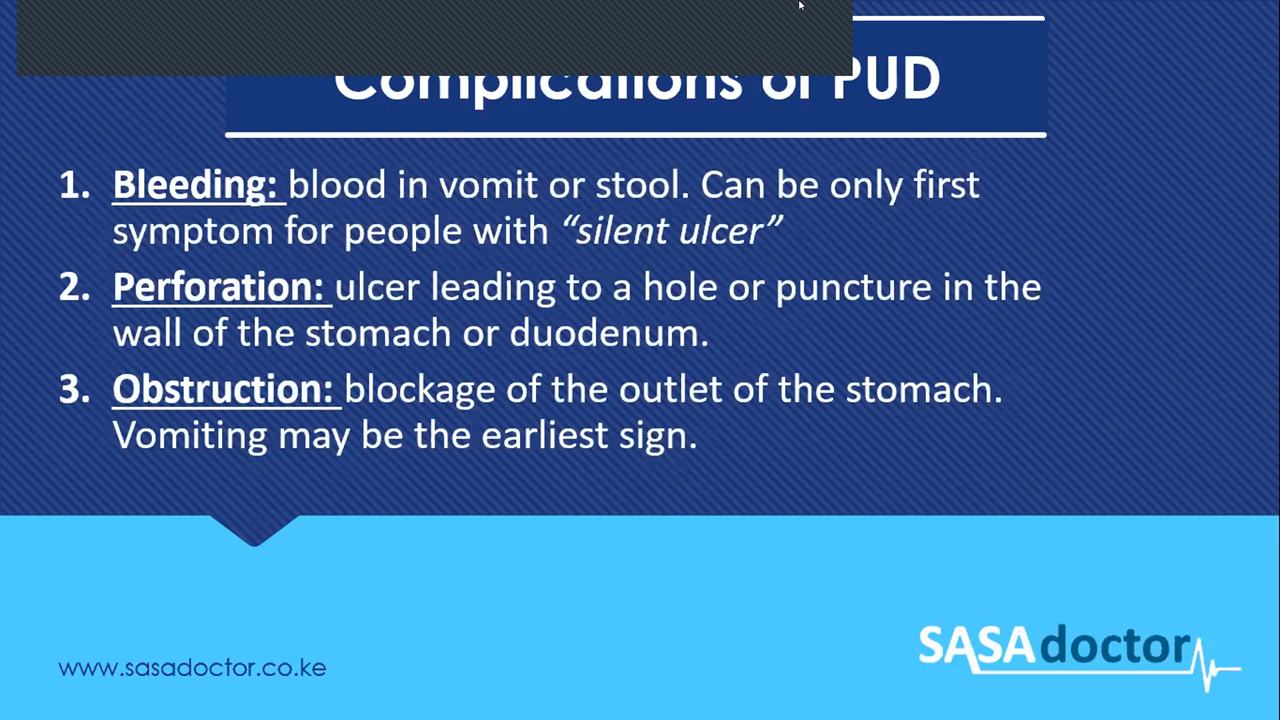 Complications of PUD
1. Bleeding: blood in vomit or stool. Can be only first
symptom for people with “silent ulcer”
2. Perforation: ulcer leading to a hole or puncture in the
wall of the stomach or duodenum.
3. Obstruction: blockage of the outlet of the stomach.
Vomiting may be the earliest sign.
www.sasadoctor.co.ke
SASAdoctor